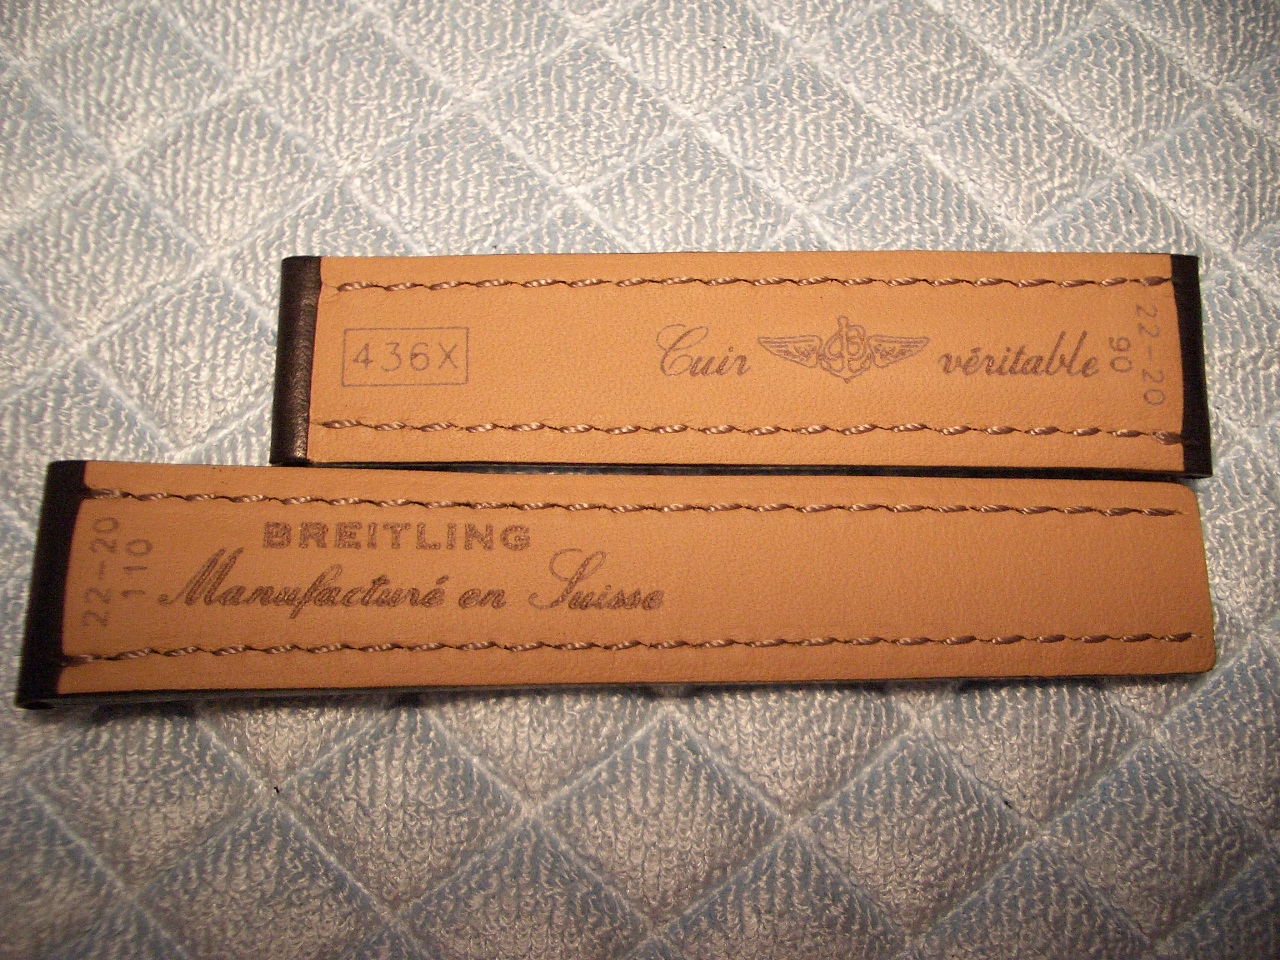 436X
Cuir B véritable
22-20
90
BREITLING
Manufacturé en Suisse
22-20
110